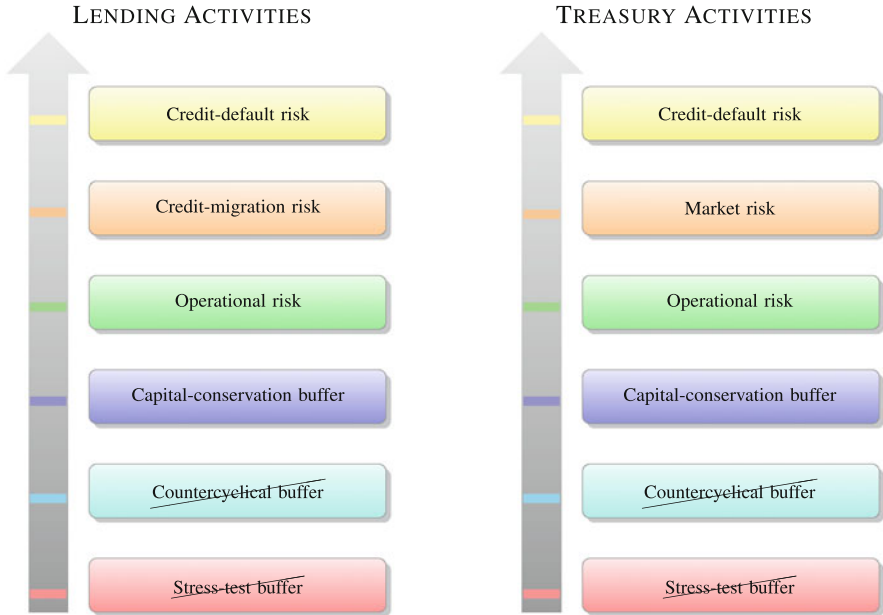 LENDING ACTIVITIES
Credit-default risk
Credit-migration risk
Operational risk
Capital-conservation buffer
Countercyclical buffer
Stress-test buffer
TREASURY ACTIVITIES
Credit-default risk
Market risk
Operational risk
Capital-conservation buffer
Countercyclical buffer
Stress-test buffer